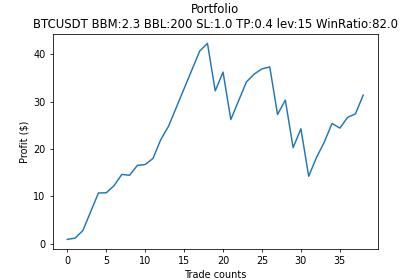 Portfolio
BTCUSDT BBM:2.3 BBL:200 SL:1.0 TP:0.4 lev:15 WinRatio:82.0
40
30
20
10
0
Profit ($)
0 5 10 15 20 25 30 35
Trade counts